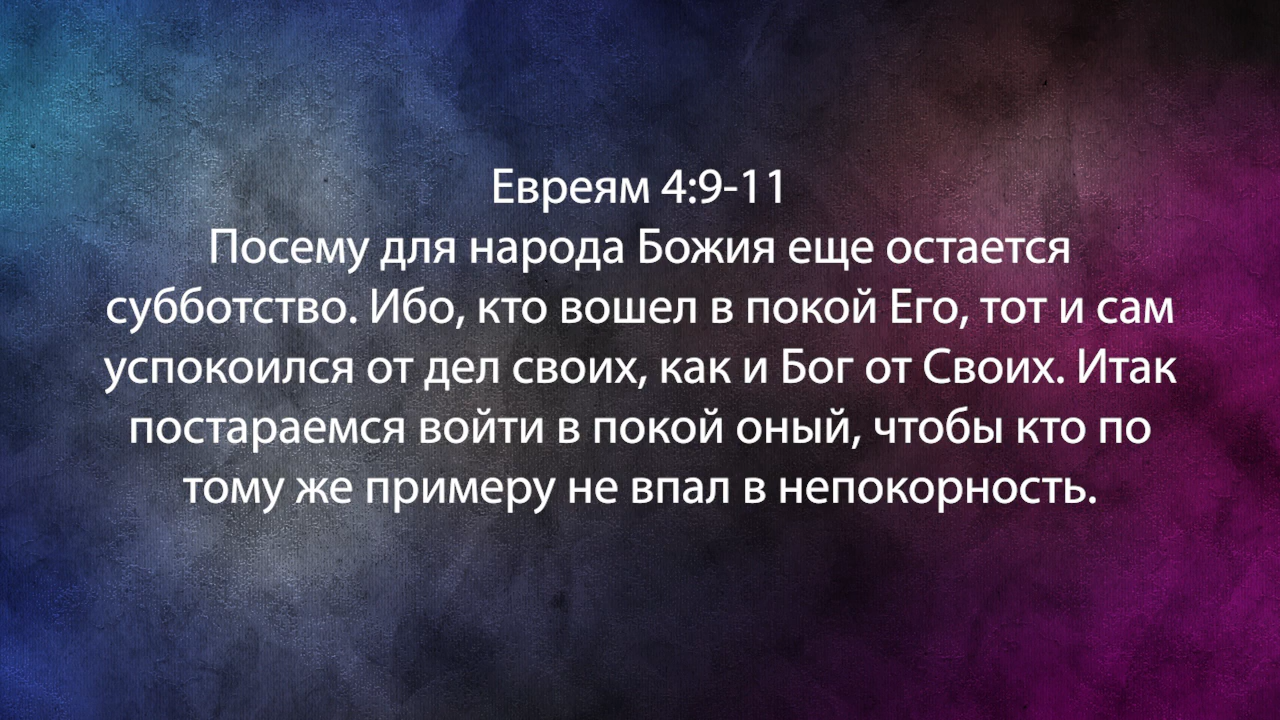 Евреям 4:9-11
Посему для народа Божия еще остается
субботство. Ибо, кто вошел в покой Его, тот и сам
успокоился от дел своих, как и Бог от Своих. Итак
постараемся войти в покой оный, чтобы кто по
тому же примеру не впал в непокорность.